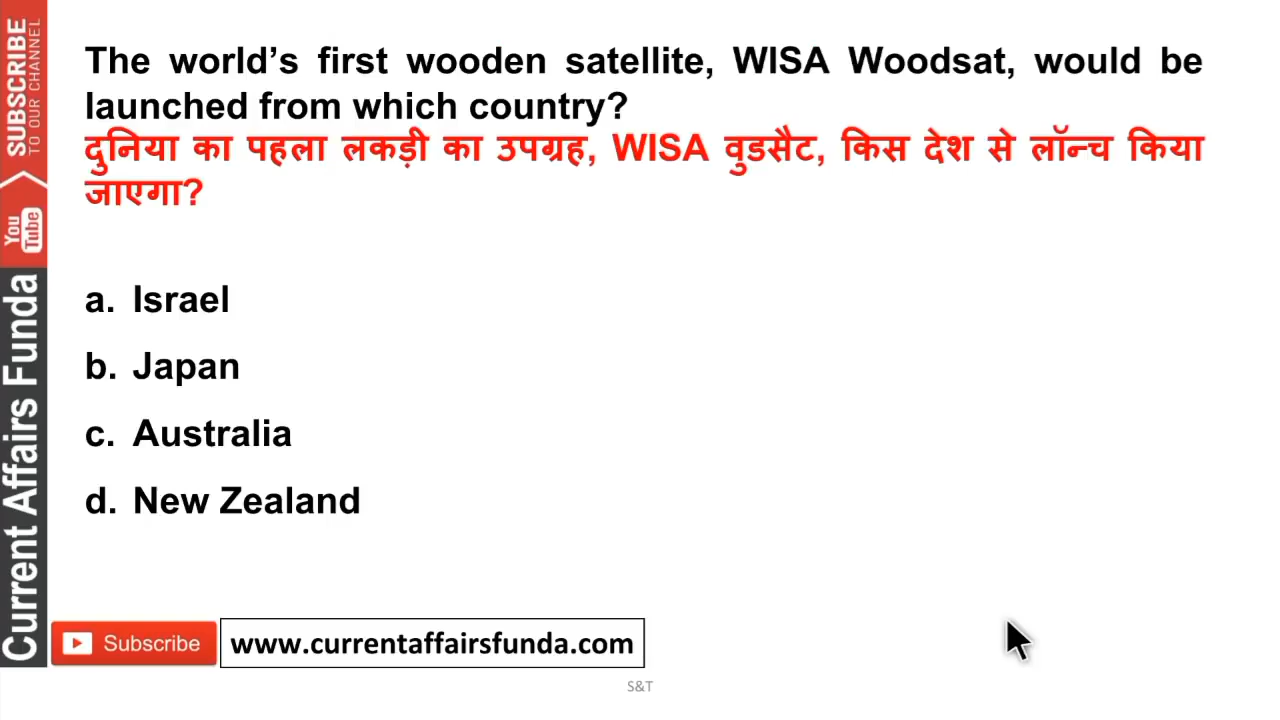 The world’s first wooden satellite, WISA Woodsat, would be
launched from which country?
दुनिया का पहला लकड़ी का उपग्रह, WISA वुडसैट, किस देश से लॉन्च किया
जाएगा?
a. Israel
b. Japan
c. Australia
d. New Zealand
SUBSCRIBE
TO OUR CHANNEL
You
Tube
Current Affairs Funda
Subscribe
www.currentaffairsfunda.com
S&T